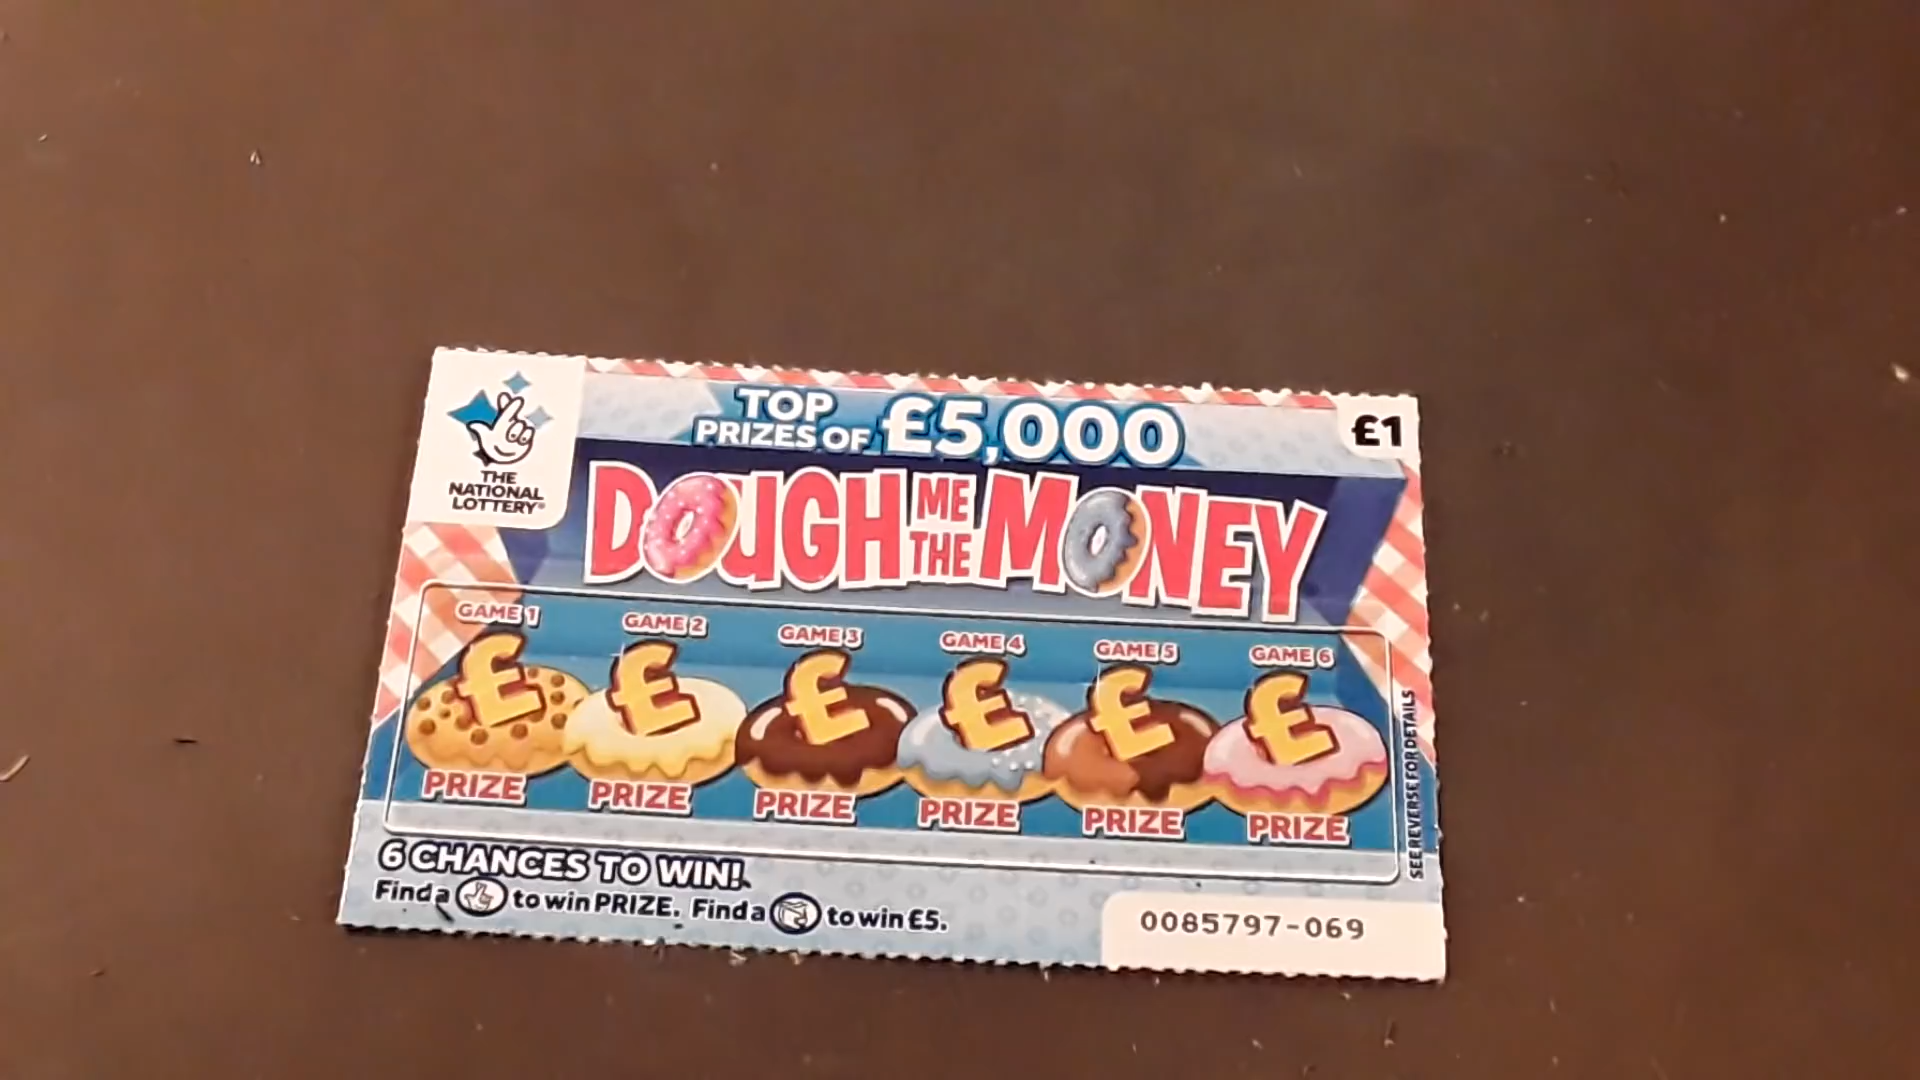 THE
NATIONAL
LOTTERY®
TOP
PRIZES OF £5,000
£1
DOUGH ME THE MONEY
GAME 1 GAME 2 GAME 3 GAME 4 GAME 5 GAME 6
£ £ £ £ £ £
PRIZE PRIZE PRIZE PRIZE PRIZE PRIZE
SEE REVERSE FOR DETAILS
6 CHANCES TO WIN!
Find a to win PRIZE. Find a to win £5.
0085797-069